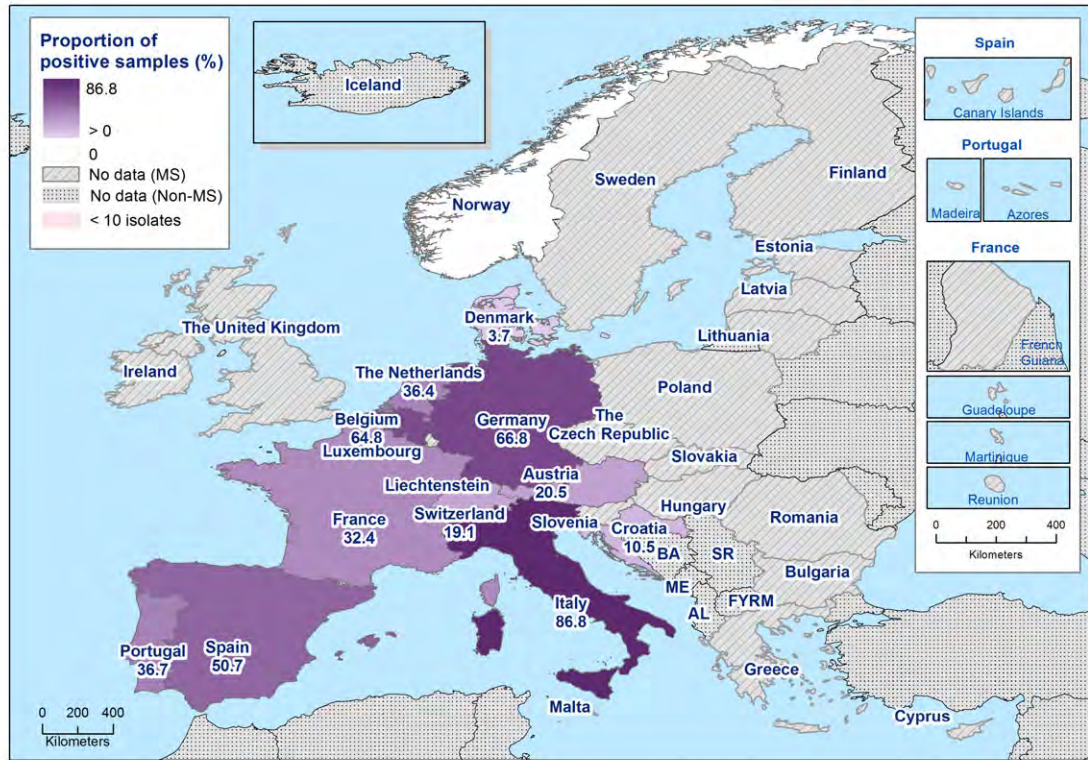 Proportion of
positive samples (%)
86.8
> 0
0
No data (MS)
No data (Non-MS)
< 10 isolates
Iceland
Spain
Canary Islands
Portugal
Madeira
Azores
France
French
Guiana
Guadeloupe
Martinique
Reunion
0 200 400
Kilometers
Sweden
Finland
Norway
Estonia
Latvia
Lithuania
Denmark
3.7
The United Kingdom
Ireland
The Netherlands
36.4
Poland
Belgium
64.8
Luxembourg
Germany
66.8
The
Czech Republic
Slovakia
Liechtenstein
Austria
20.5
Hungary
Switzerland
19.1
France
32.4
Slovenia
Croatia
10.5
Romania
BA
SR
Bulgaria
ME
FYRM
AL
Italy
86.8
Portugal
36.7
Spain
50.7
Greece
Malta
Cyprus
0 200 400
Kilometers